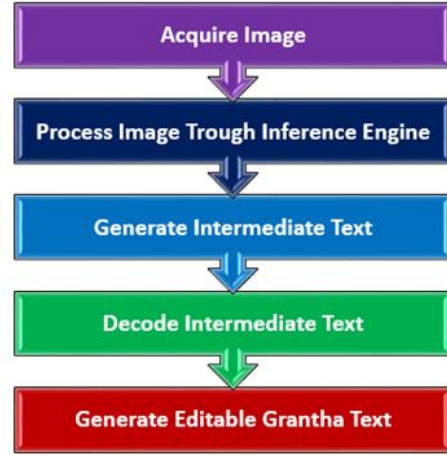 Acquire Image
Process Image Trough Inference Engine
Generate Intermediate Text
Decode Intermediate Text
Generate Editable Grantha Text